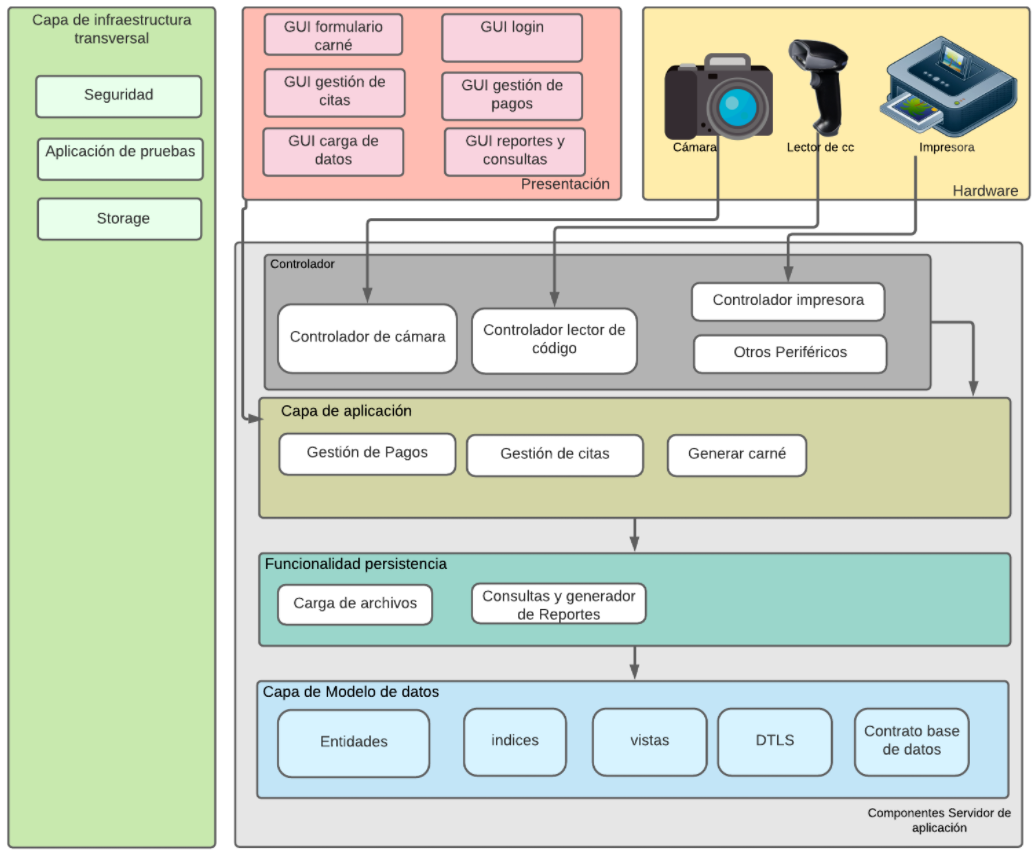 Capa de infraestructura
transversal
Seguridad
Aplicación de pruebas
Storage
GUI formulario
carné
GUI login
GUI gestión de
citas
GUI gestión de
pagos
GUI carga de
datos
GUI reportes y
consultas
Presentación
Cámara
Lector de cc
Impresora
Hardware
Controlador
Controlador de cámara
Controlador lector de
código
Controlador impresora
Otros Periféricos
Capa de aplicación
Gestión de Pagos
Gestión de citas
Generar carné
Funcionalidad persistencia
Carga de archivos
Consultas y generador
de Reportes
Capa de Modelo de datos
Entidades
indices
vistas
DTLS
Contrato base
de datos
Componentes Servidor de
aplicación